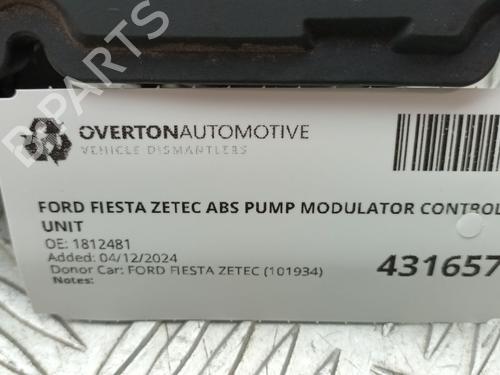 B-PARTS
OVERTONAUTOMOTIVE
VEHICLE DISMANTLERS
FORD FIESTA ZETEC ABS PUMP MODULATOR CONTROL
UNIT
OE: 1812481
Added: 04/12/2024
Donor Car: FORD FIESTA ZETEC (101934)
Notes:
431657